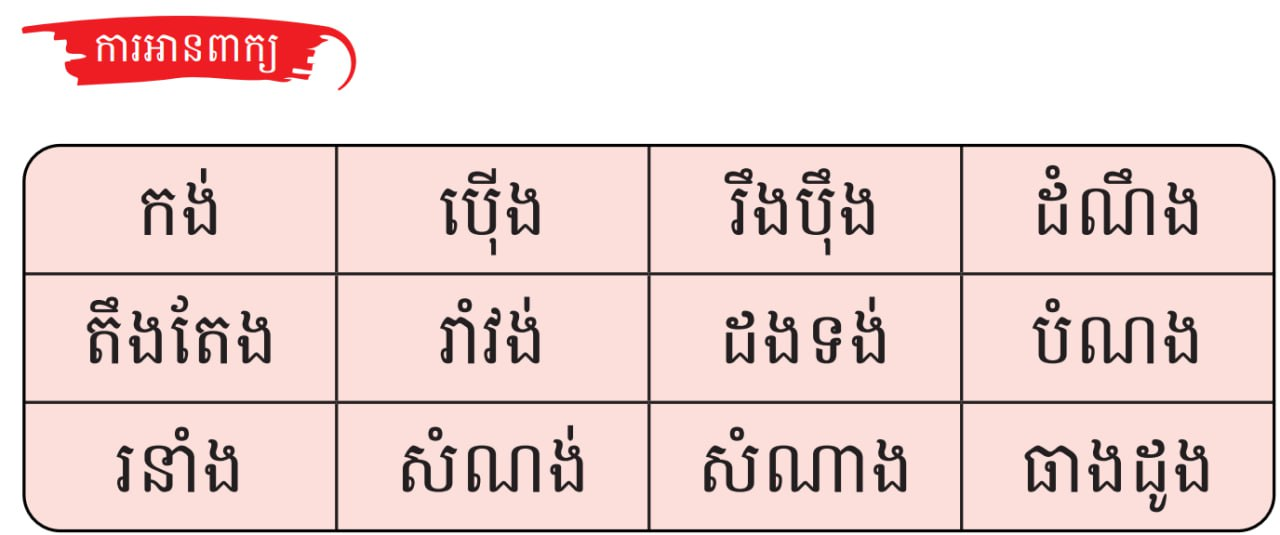 ការអានពាក្យ
កង់ ប៉ើង រឹងប៉ឹង ដំណឹង
តឹងតែង រាំវង់ ដងទង់ បំណង
រនាំង សំណង់ សំណាង ធាងដូង